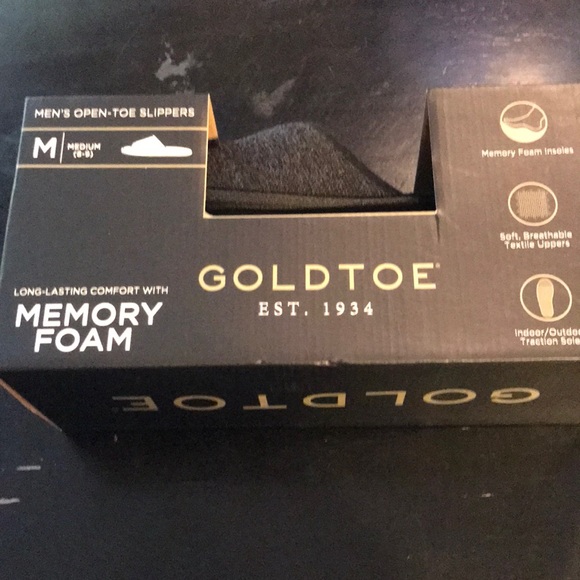 MEN'S OPEN-TOE SLIPPERS
M MEDIUM
(8-9)
LONG-LASTING COMFORT WITH
MEMORY
FOAM
GOLDTOE®
EST. 1934
Memory Foam Insoles
Soft, Breathable
Textile Uppers
Indoor/Outdoo
Traction Sole
GOLDTOE